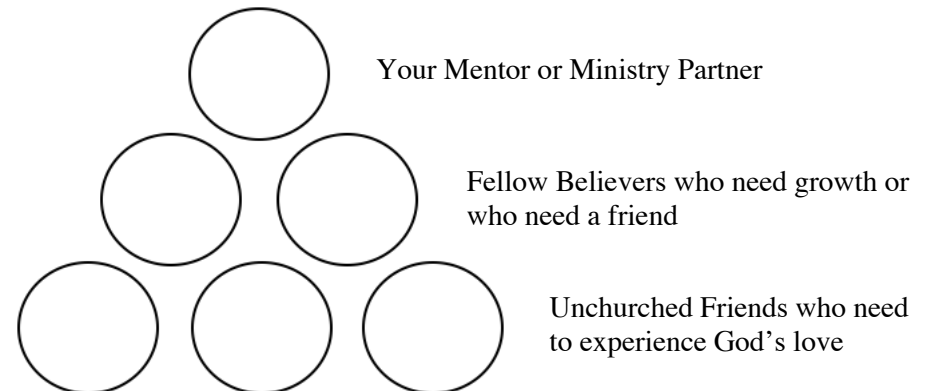 Your Mentor or Ministry Partner
Fellow Believers who need growth or
who need a friend
Unchurched Friends who need
to experience God’s love